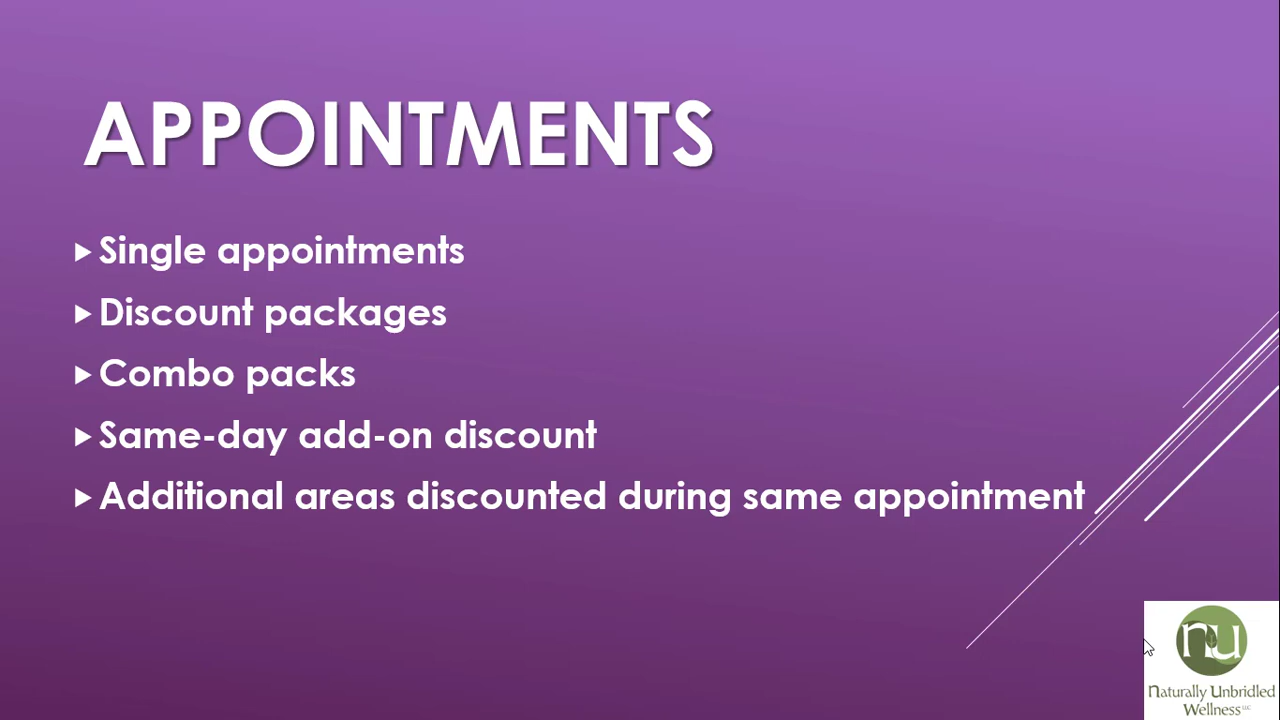 APPOINTMENTS
Single appointments
Discount packages
Combo packs
Same-day add-on discount
Additional areas discounted during same appointment
nu
Naturally Unbridled
Wellness LLC